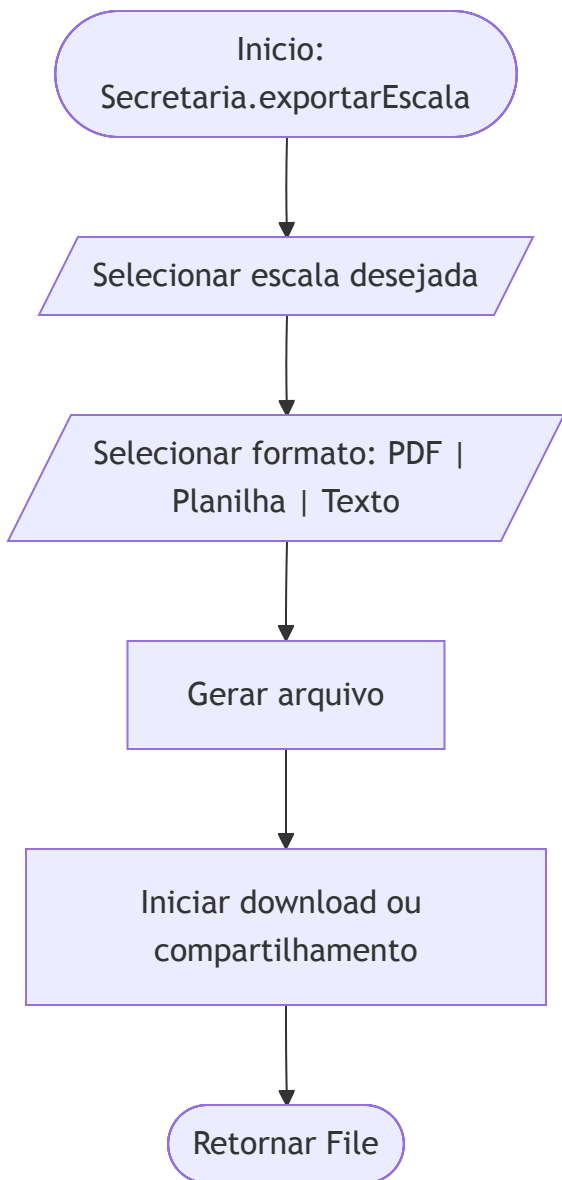 Inicio:
Secretaria.exportarEscala
Selecionar escala desejada
Selecionar formato: PDF |
Planilha | Texto
Gerar arquivo
Iniciar download ou
compartilhamento
Retornar File